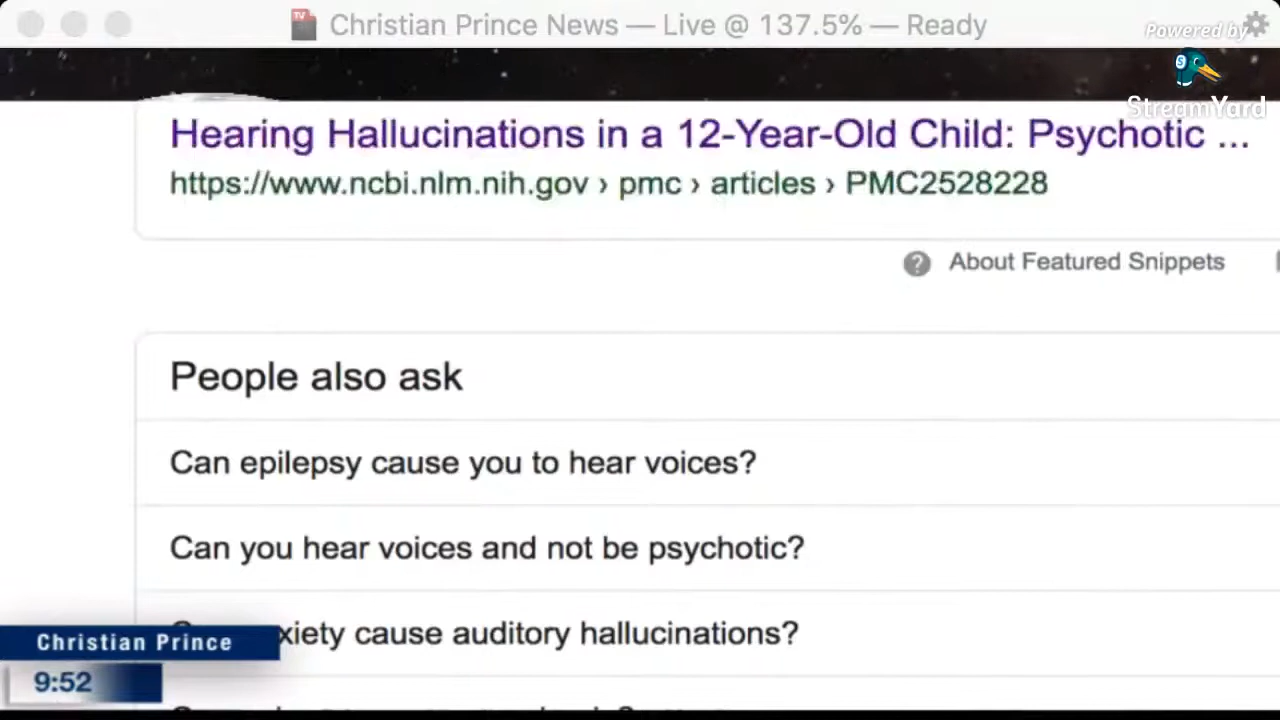 Christian Prince News — Live @ 137.5% — Ready
Powered by
StreamYard
Hearing Hallucinations in a 12-Year-Old Child: Psychotic ...
https://www.ncbi.nlm.nih.gov › pmc › articles › PMC2528228
About Featured Snippets
People also ask
Can epilepsy cause you to hear voices?
Can you hear voices and not be psychotic?
cause auditory hallucinations?
Christian Prince
9:52